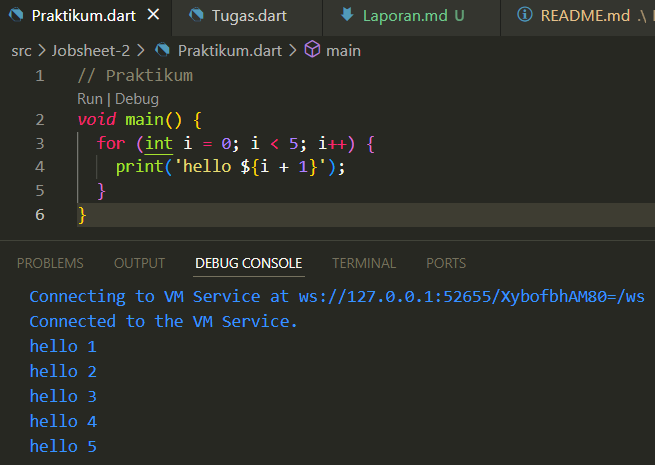 Praktikum.dart Tugas.dart Laporan.md U README.md .\
src > Jobsheet-2 > Praktikum.dart > main
1 // Praktikum
Run | Debug
2 void main() {
3 for (int i = 0; i < 5; i++) {
4 print('hello ${i + 1}');
5 }
6 }
PROBLEMS OUTPUT DEBUG CONSOLE TERMINAL PORTS
Connecting to VM Service at ws://127.0.0.1:52655/XybofbhAM80=/ws
Connected to the VM Service.
hello 1
hello 2
hello 3
hello 4
hello 5